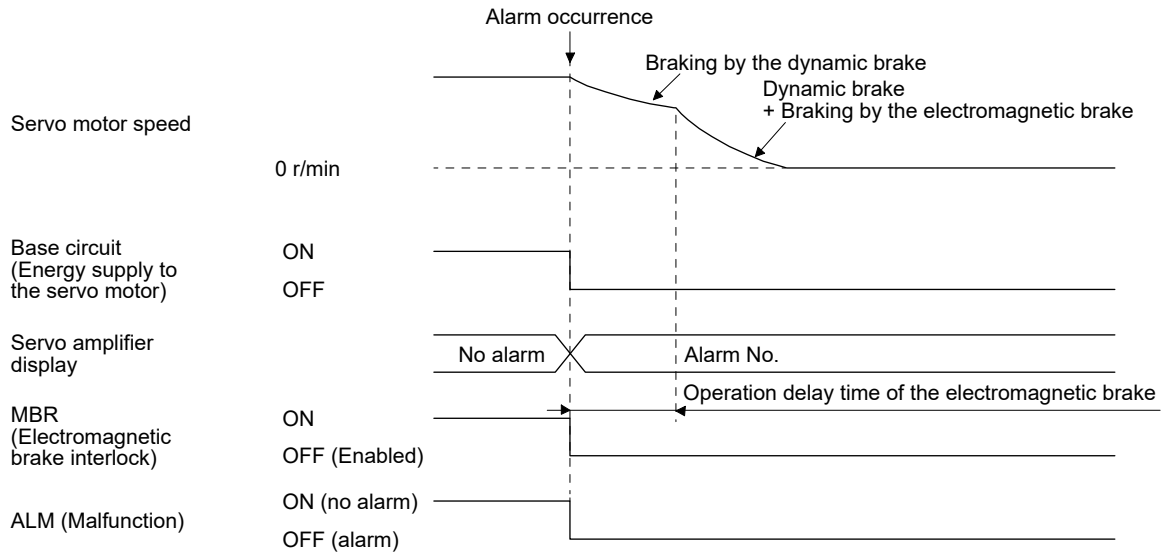 Alarm occurrence
Braking by the dynamic brake
Dynamic brake
+ Braking by the electromagnetic brake
Servo motor speed
0 r/min
Base circuit
(Energy supply to
the servo motor)
ON
OFF
Servo amplifier
display
No alarm
Alarm No.
Operation delay time of the electromagnetic brake
MBR
(Electromagnetic
brake interlock)
ON
OFF (Enabled)
ALM (Malfunction)
ON (no alarm)
OFF (alarm)